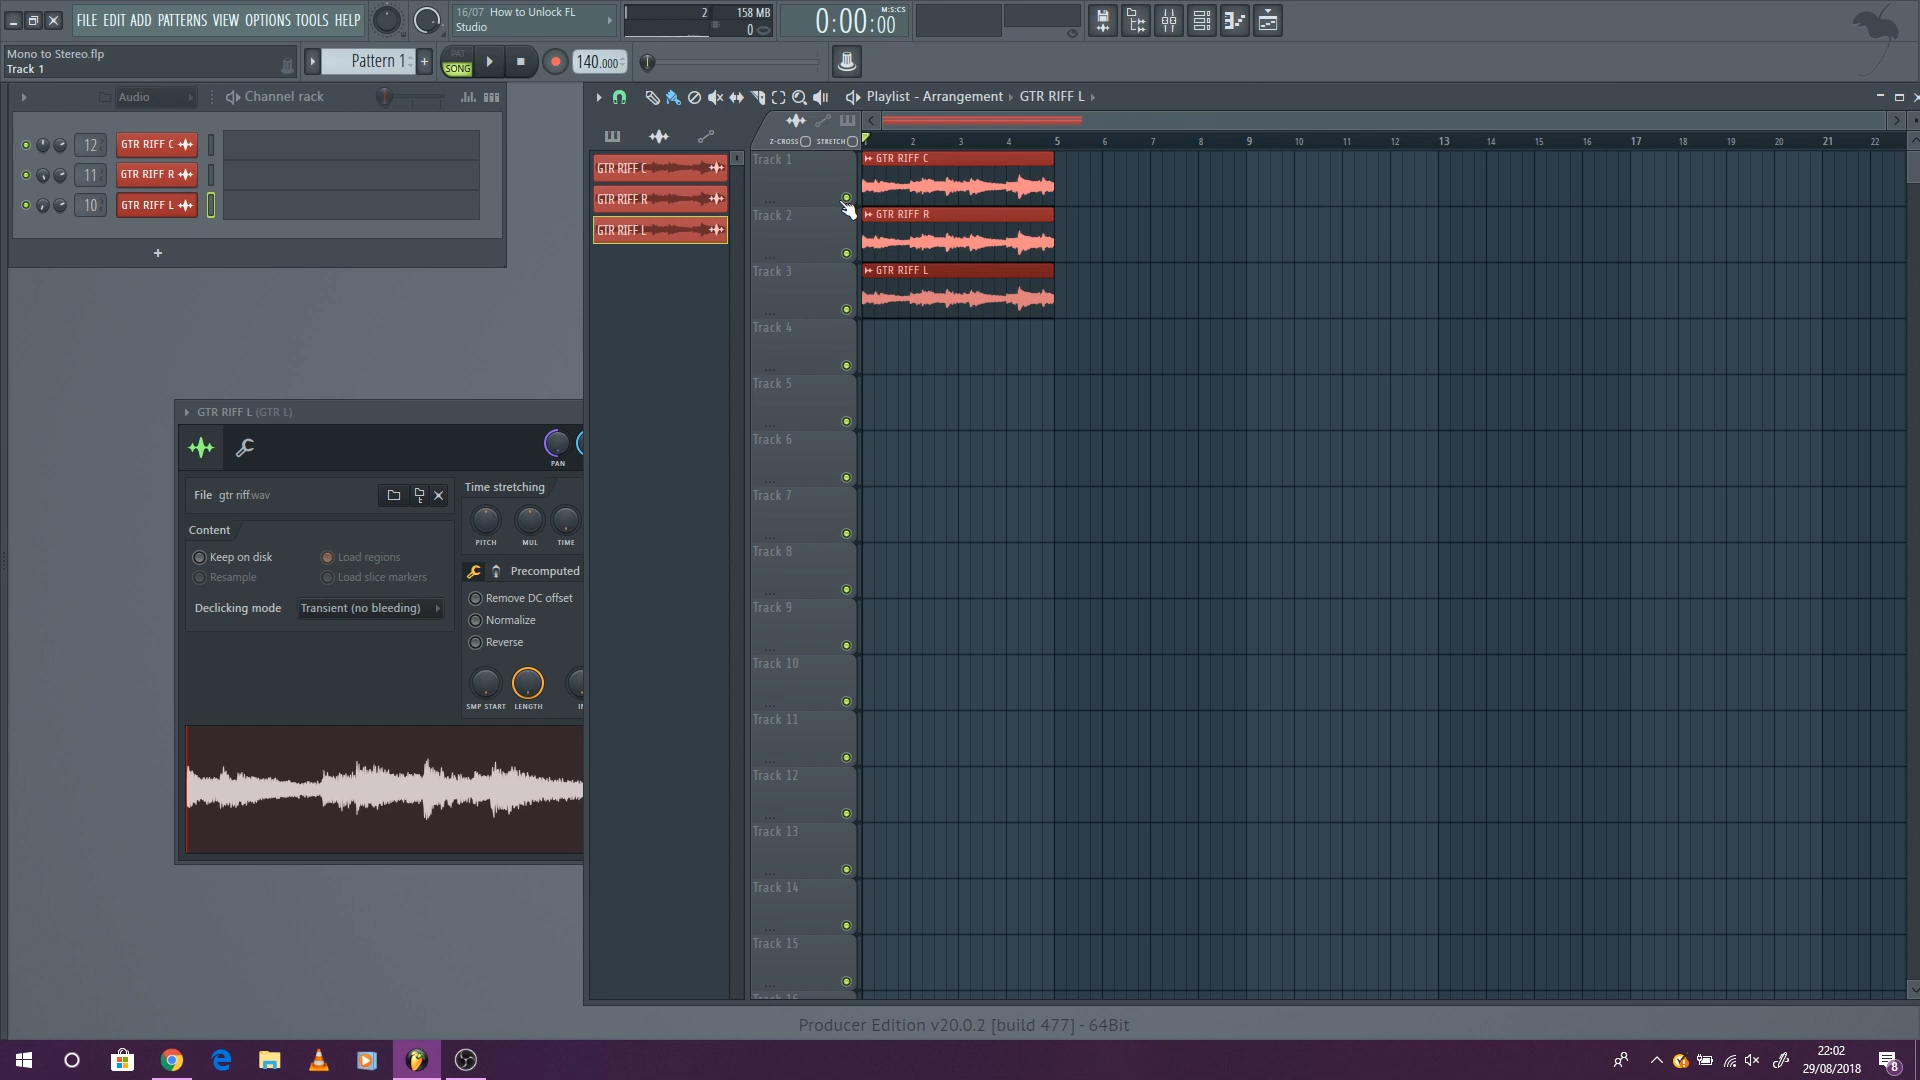 FILE EDIT ADD PATTERNS VIEW OPTIONS TOOLS HELP
16/07 How to Unlock FL
Studio
2
158 MB
0
0:00:00
M:S:CS
Mono to Stereo.flp
Track 1
Pattern 1
+
PAT
SONG
140.000
Audio
Channel rack
12 GTR RIFF C
11 GTR RIFF R
10 GTR RIFF L
+
Playlist - Arrangement › GTR RIFF L ›
Z-CROSS STRETCH
2 3 4 5 6 7 8 9 10 11 12 13 14 15 16 17 18 19 20 21 22
GTR RIFF C
GTR RIFF R
GTR RIFF L
Track 1
GTR RIFF C
Track 2
GTR RIFF R
Track 3
GTR RIFF L
Track 4
Track 5
Track 6
Track 7
Track 8
Track 9
Track 10
Track 11
Track 12
Track 13
Track 14
Track 15
Track 16
GTR RIFF L (GTR L)
PAN
File gtr riff.wav
Content
Keep on disk
Load regions
Resample
Load slice markers
Declicking mode
Transient (no bleeding)
Time stretching
PITCH MUL TIME
Precomputed
Remove DC offset
Normalize
Reverse
SMP START LENGTH
Producer Edition v20.0.2 [build 477] - 64Bit
22:02
29/08/2018
8